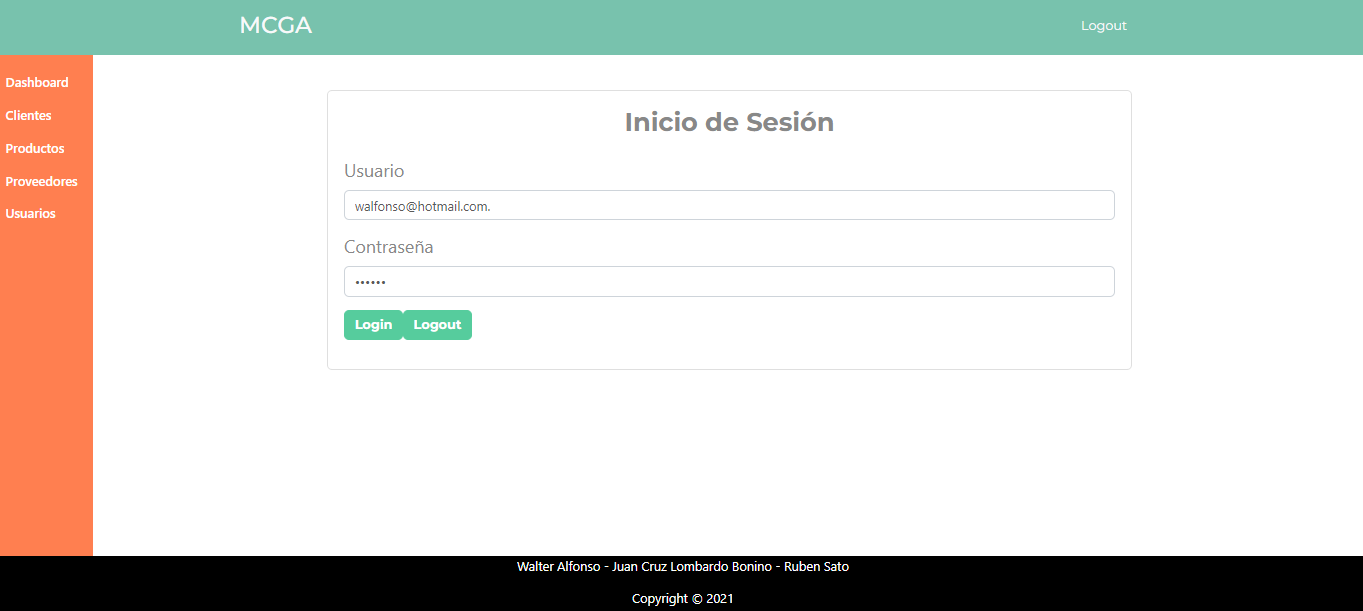 MCGA
Logout
Dashboard
Clientes
Productos
Proveedores
Usuarios
Inicio de Sesión
Usuario
walfonso@hotmail.com.
Contraseña
••••••
Login Logout
Walter Alfonso - Juan Cruz Lombardo Bonino - Ruben Sato
Copyright © 2021